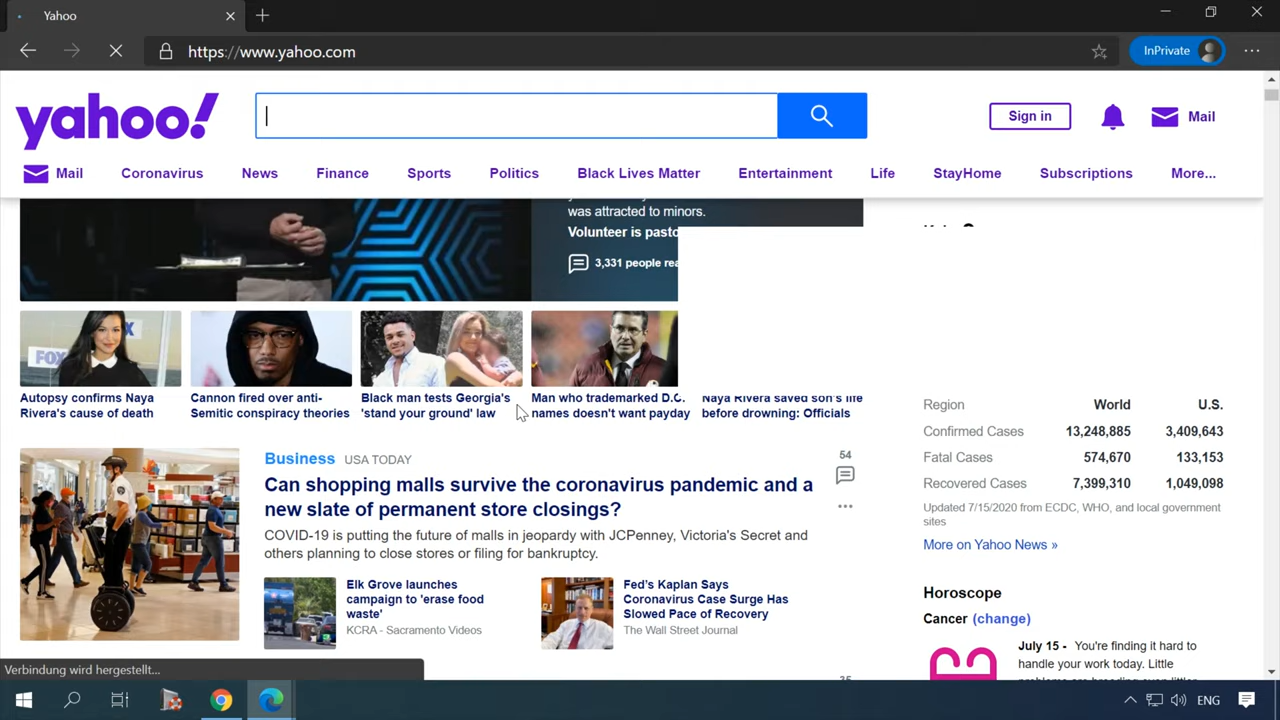 Yahoo
https://www.yahoo.com
InPrivate
yahoo!
Sign in
Mail
Mail
Coronavirus
News
Finance
Sports
Politics
Black Lives Matter
Entertainment
Life
StayHome
Subscriptions
More...
was attracted to minors.
Volunteer is pasto
3,331 people rea
FOX
Autopsy confirms Naya
Rivera's cause of death
Cannon fired over anti-
Semitic conspiracy theories
Black man tests Georgia's
'stand your ground' law
Man who trademarked D.C.
names doesn't want payday
Naya Rivera saved son's life
before drowning: Officials
Region World U.S.
Confirmed Cases 13,248,885 3,409,643
Fatal Cases 574,670 133,153
Recovered Cases 7,399,310 1,049,098
Updated 7/15/2020 from ECDC, WHO, and local government
sites
More on Yahoo News »
Business USA TODAY
54
Can shopping malls survive the coronavirus pandemic and a
new slate of permanent store closings?
COVID-19 is putting the future of malls in jeopardy with JCPenney, Victoria's Secret and
others planning to close stores or filing for bankruptcy.
Elk Grove launches
campaign to 'erase food
waste'
KCRA - Sacramento Videos
Fed's Kaplan Says
Coronavirus Case Surge Has
Slowed Pace of Recovery
The Wall Street Journal
Horoscope
Cancer (change)
July 15 - You're finding it hard to
handle your work today. Little
Verbindung wird hergestellt...
ENG